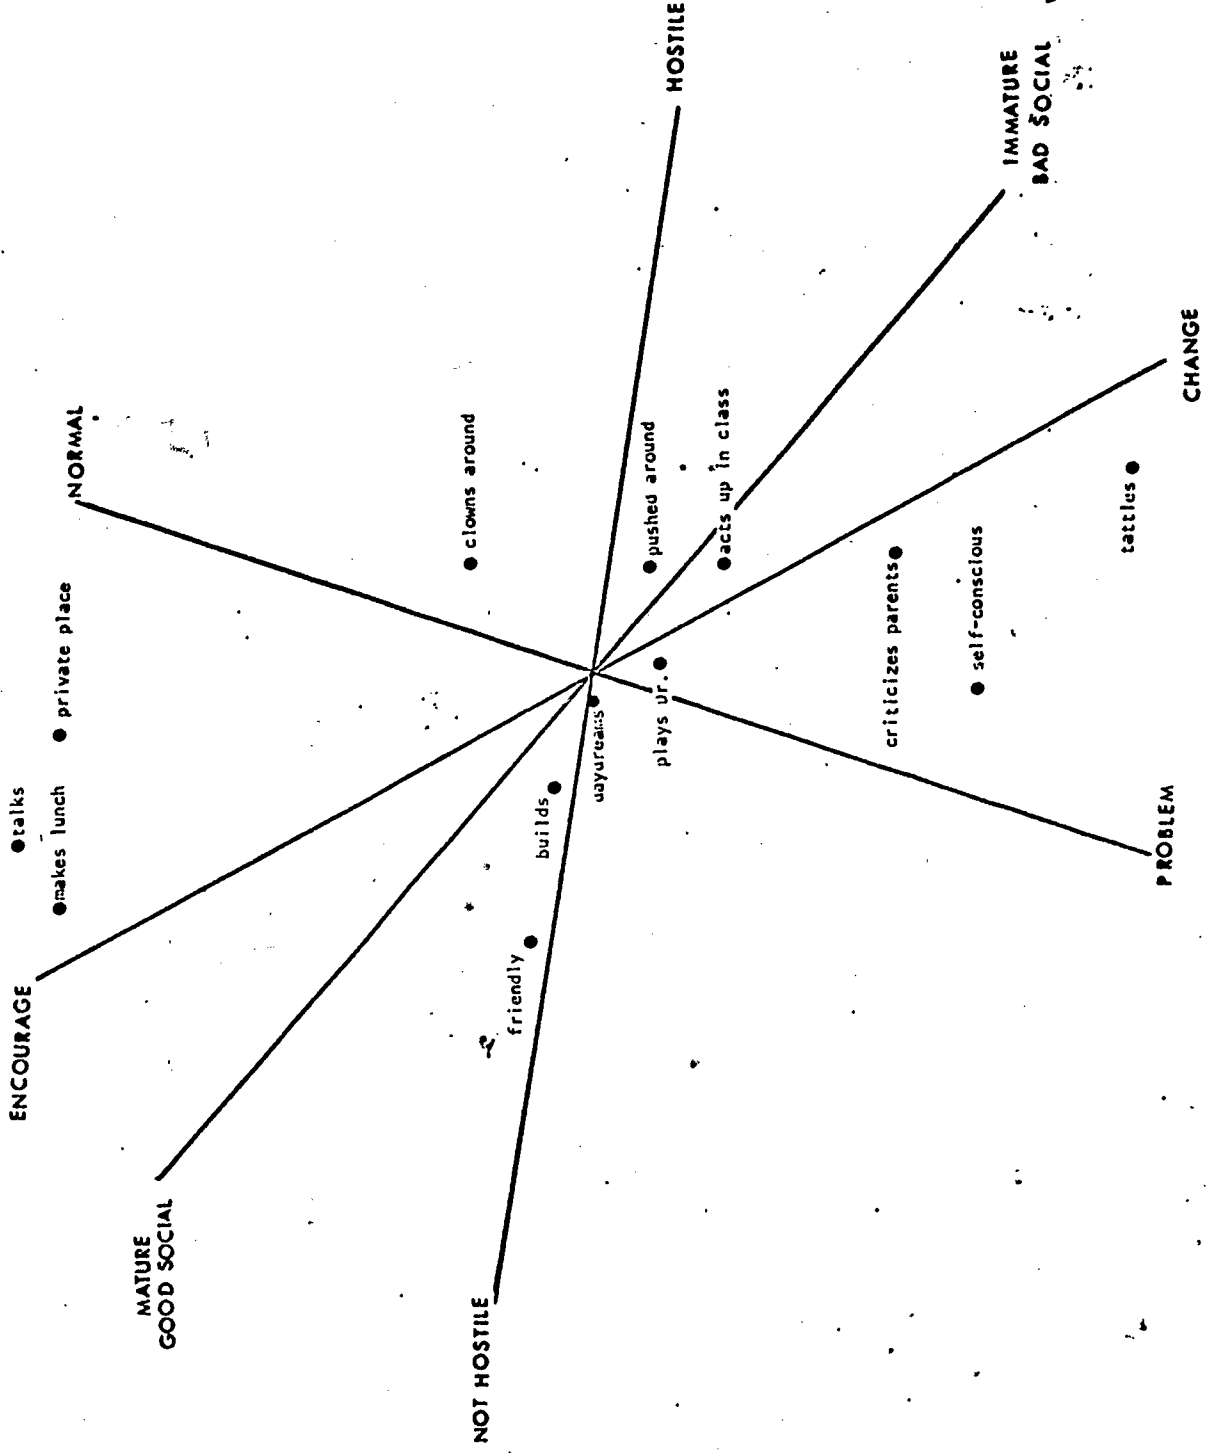 ENCOURAGE
talks
makes lunch
private place
NORMAL
MATURE
GOOD SOCIAL
clowns around
NOT HOSTILE
friendly
builds
daydreams
pushed around
plays
HOSTILE
acts up in class
criticizes parents
self-conscious
IMMATURE
BAD SOCIAL
tattles
PROBLEM
CHANGE